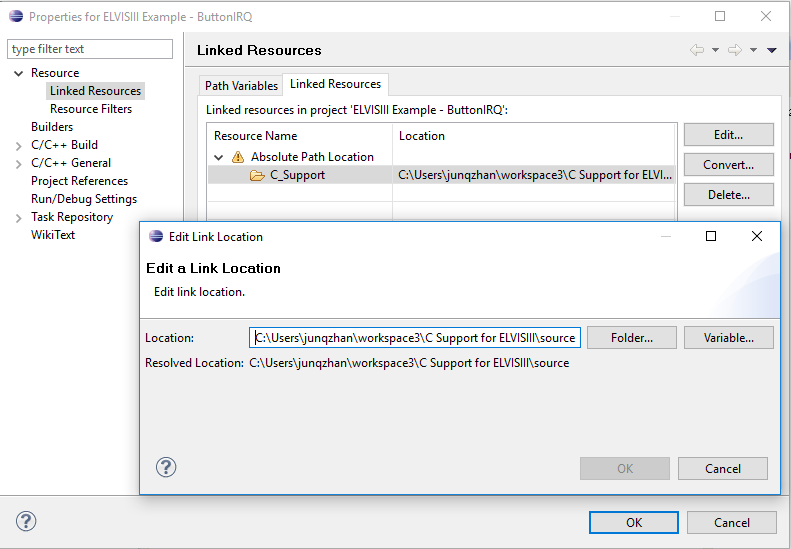 Properties for ELVISIII Example - ButtonIRQ
type filter text
Resource
Linked Resources
Resource Filters
Builders
C/C++ Build
C/C++ General
Project References
Run/Debug Settings
Task Repository
WikiText
Linked Resources
Path Variables Linked Resources
Linked resources in project 'ELVISIII Example - ButtonIRQ':
Resource Name Location
Absolute Path Location
C_Support C:\Users\junqzhan\workspace3\C Support for ELVI...
Edit...
Convert...
Delete...
Edit Link Location
Edit a Link Location
Edit link location.
Location: C:\Users\junqzhan\workspace3\C Support for ELVISIII\source Folder... Variable...
Resolved Location: C:\Users\junqzhan\workspace3\C Support for ELVISIII\source
? OK Cancel
? OK Cancel